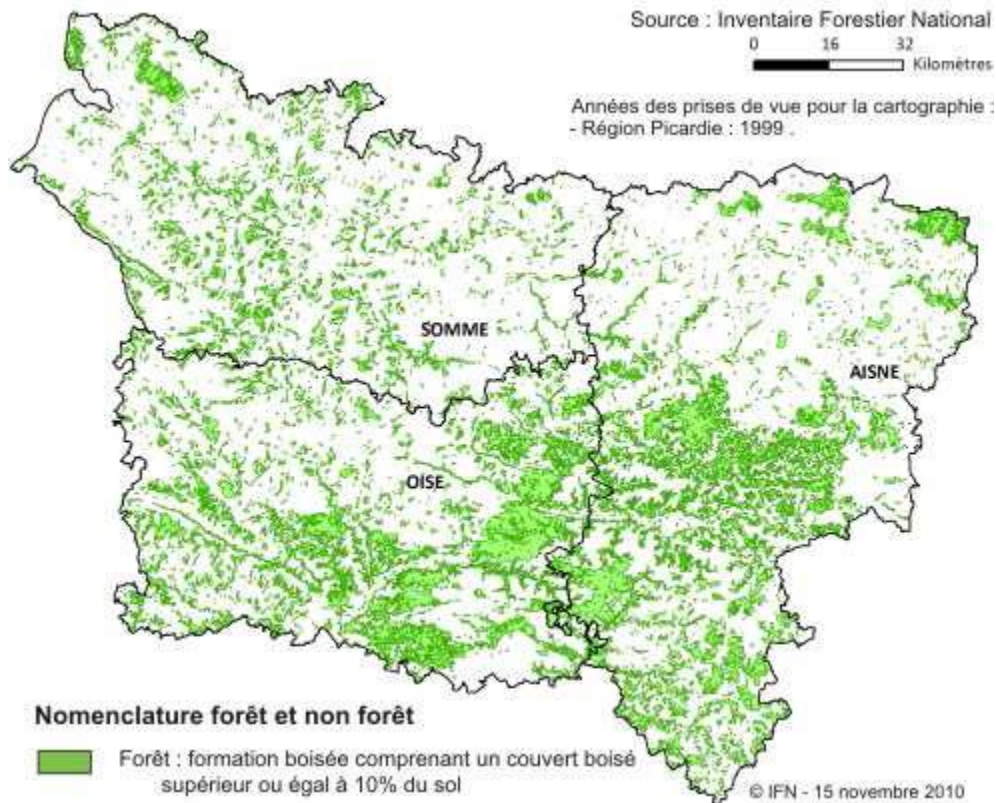 Source : Inventaire Forestier National
0 16 32
Kilomètres
Années des prises de vue pour la cartographie :
- Région Picardie : 1999 .
SOMME
AISNE
OISE
Nomenclature forêt et non forêt
Forêt : formation boisée comprenant un couvert boisé
supérieur ou égal à 10% du sol
© IFN - 15 novembre 2010